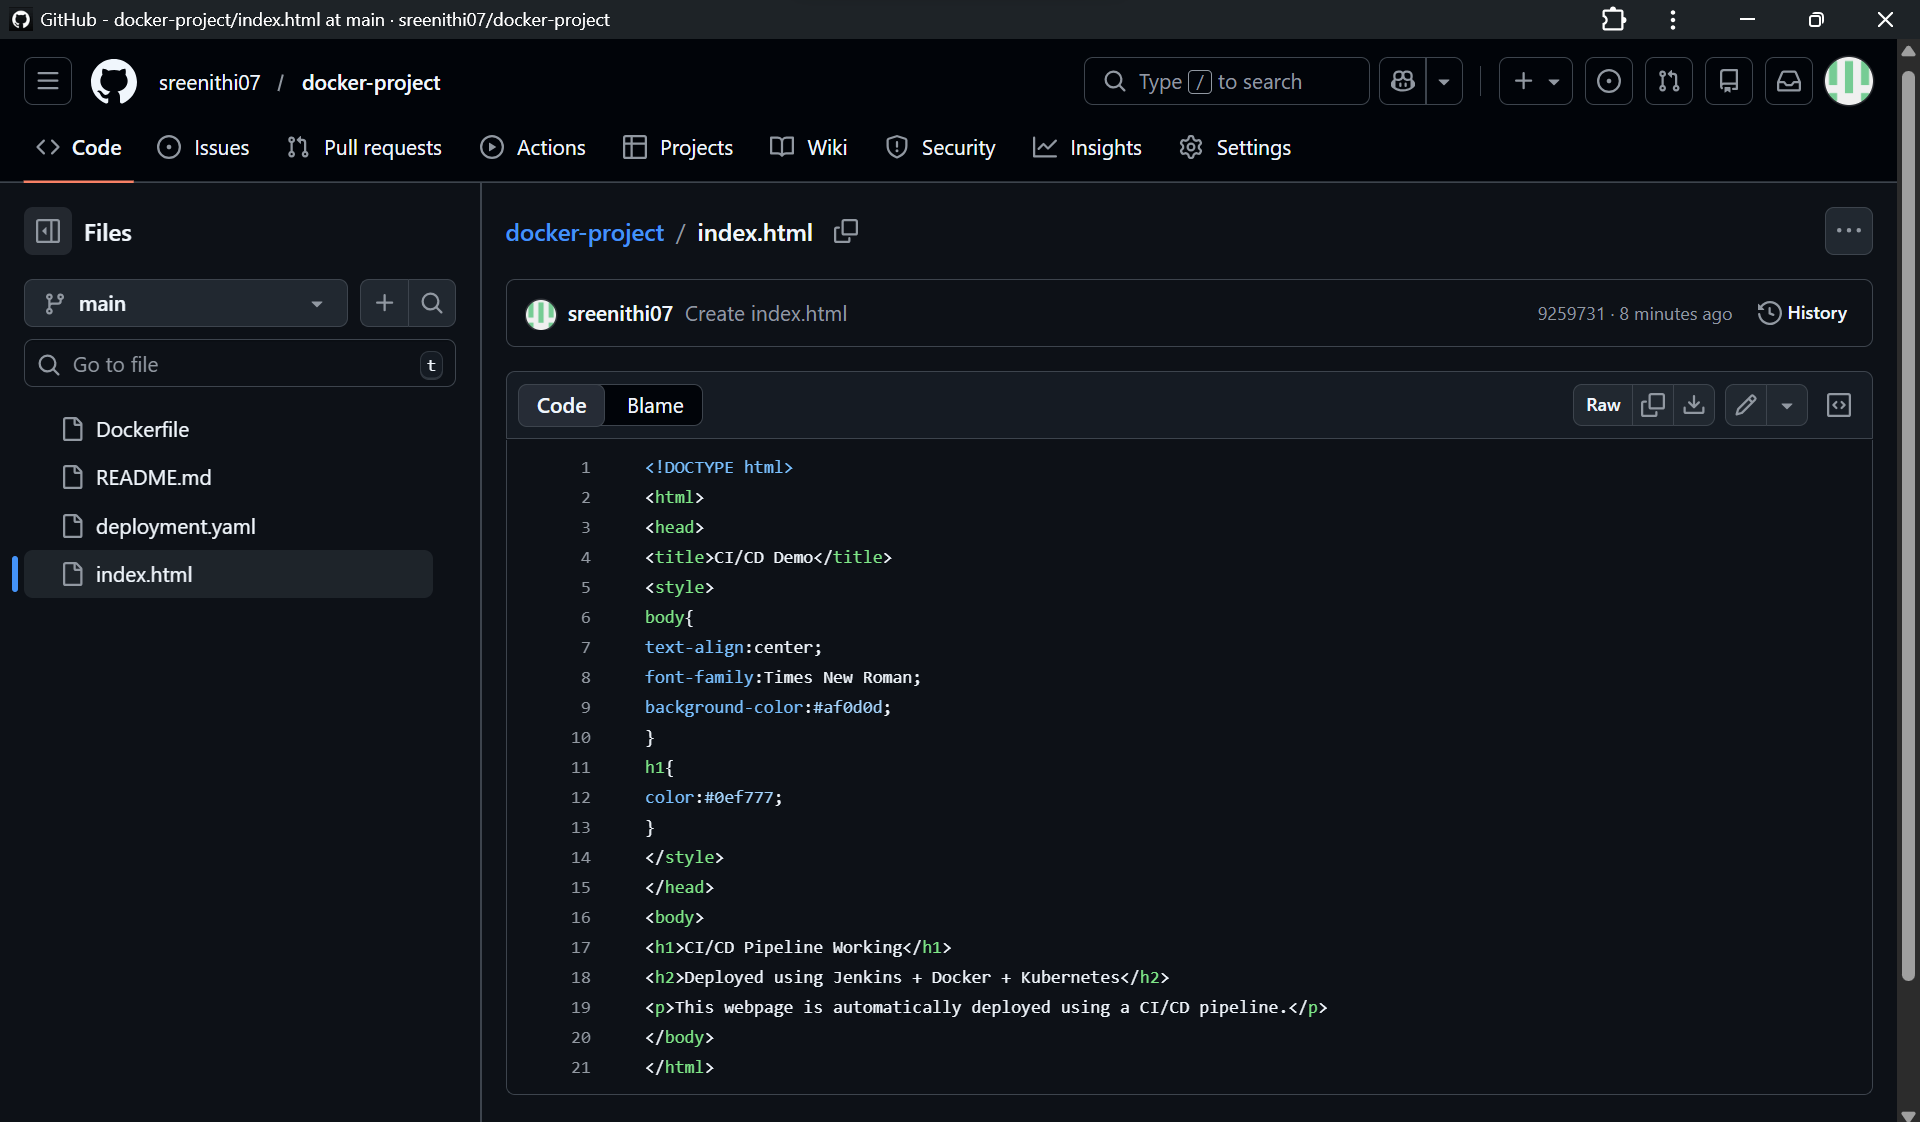 GitHub - docker-project/index.html at main · sreenithi07/docker-project
sreenithi07 / docker-project
Type / to search
Code Issues Pull requests Actions Projects Wiki Security Insights Settings
Files
main
Go to file t
Dockerfile
README.md
deployment.yaml
index.html
docker-project / index.html
sreenithi07 Create index.html 9259731 · 8 minutes ago History
Code Blame Raw
1 <!DOCTYPE html>
2 <html>
3 <head>
4 <title>CI/CD Demo</title>
5 <style>
6 body{
7 text-align:center;
8 font-family:Times New Roman;
9 background-color:#af0d0d;
10 }
11 h1{
12 color:#0ef777;
13 }
14 </style>
15 </head>
16 <body>
17 <h1>CI/CD Pipeline Working</h1>
18 <h2>Deployed using Jenkins + Docker + Kubernetes</h2>
19 <p>This webpage is automatically deployed using a CI/CD pipeline.</p>
20 </body>
21 </html>